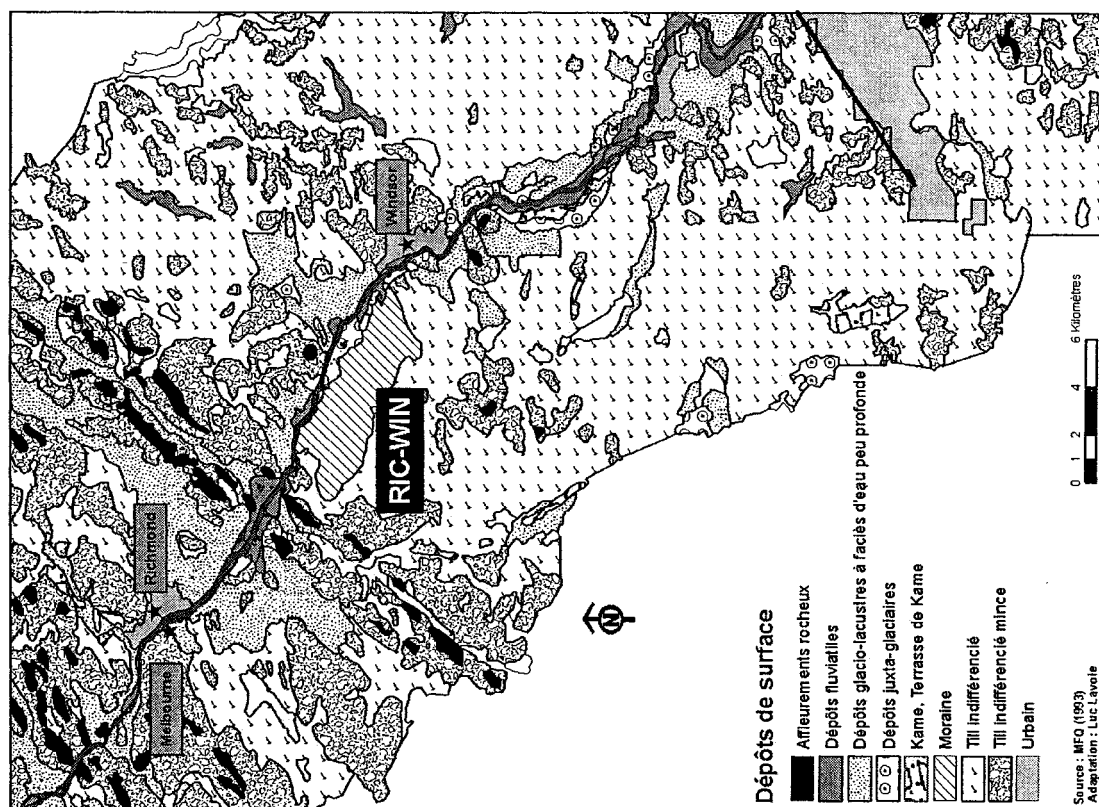 Richmond
Melbourne
Windsor
RIC-WIN
N
Dépôts de surface
Affleurements rocheux
Dépôts fluviatiles
Dépôts glacio-lacustres à faciès d'eau peu profonde
Dépôts juxta-glaciaires
Kame, Terrasse de Kame
Moraine
Till indifférencié
Till indifférencié mince
Urbain
0 1 2 4 6 Kilomètres
Source : MFQ (1993)
Adaptation : Luc Lavoie